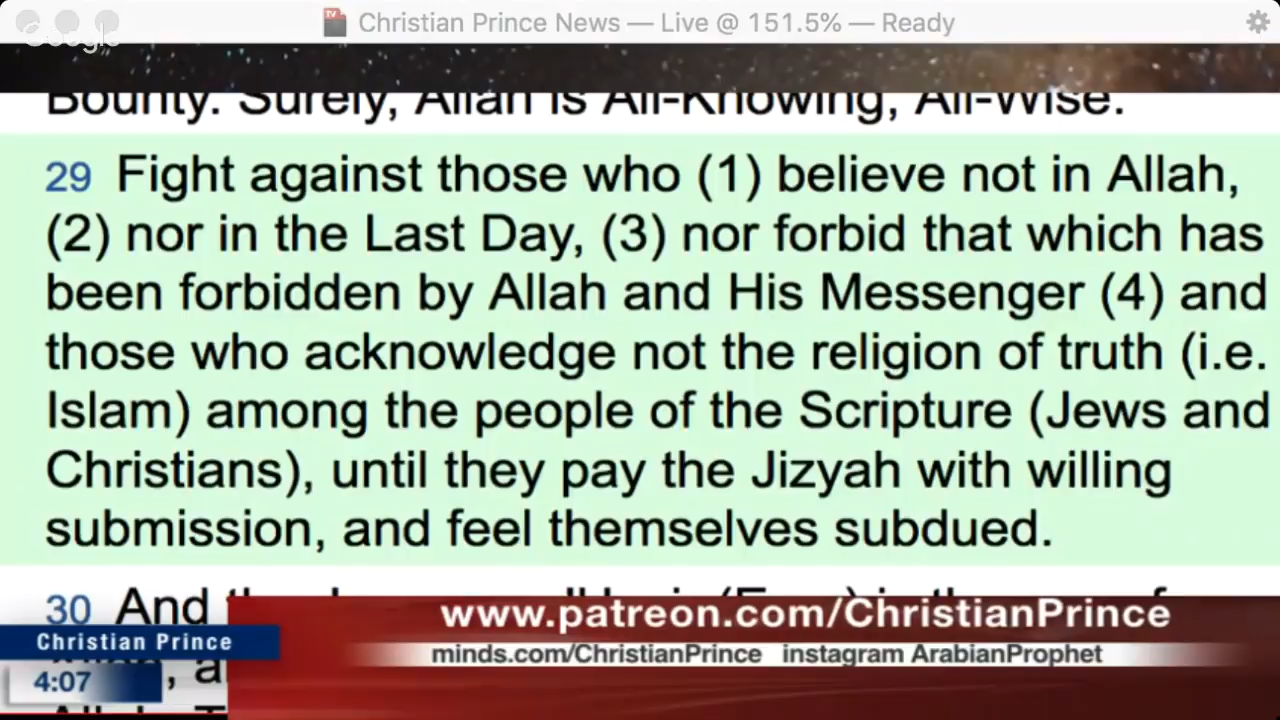 Christian Prince News — Live @ 151.5% — Ready
Google
Bounty. Surely, Allah is All-Knowing, All-Wise.
29 Fight against those who (1) believe not in Allah,
(2) nor in the Last Day, (3) nor forbid that which has
been forbidden by Allah and His Messenger (4) and
those who acknowledge not the religion of truth (i.e.
Islam) among the people of the Scripture (Jews and
Christians), until they pay the Jizyah with willing
submission, and feel themselves subdued.
30 And
www.patreon.com/ChristianPrince
Christian Prince
minds.com/ChristianPrince instagram ArabianProphet
4:07